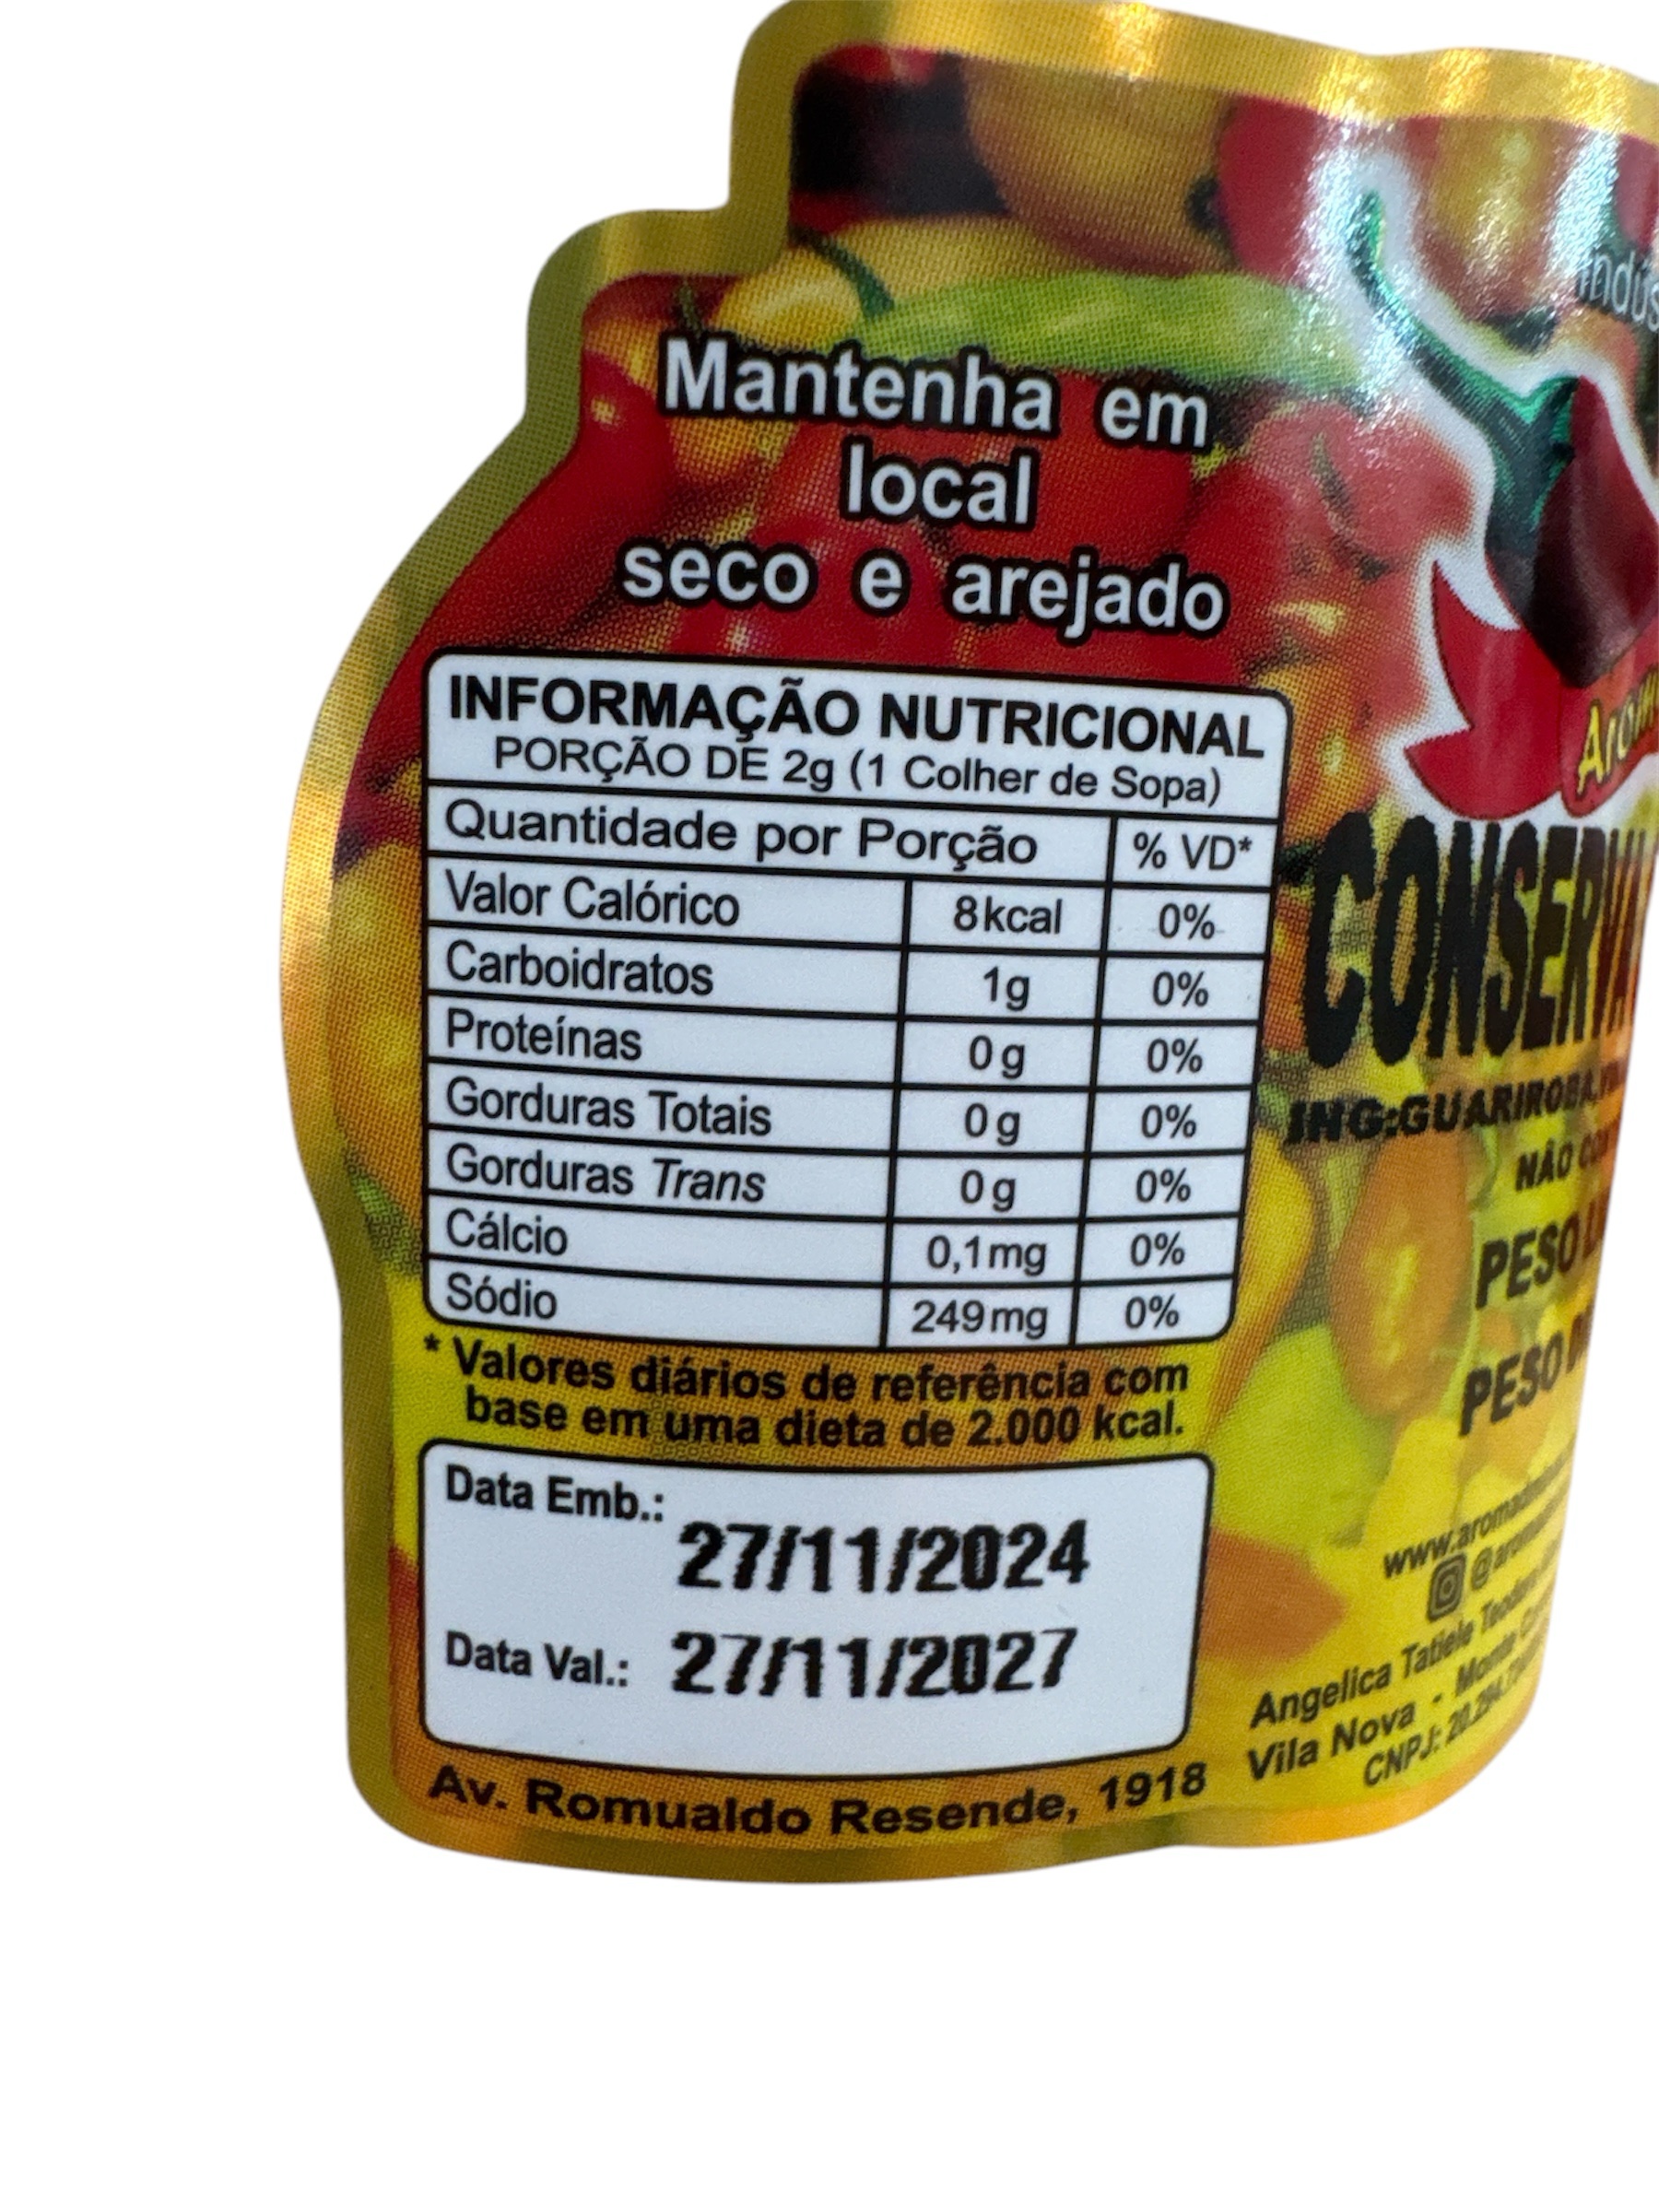 Mantenha em
local
seco e arejado
INFORMAÇÃO NUTRICIONAL
PORÇÃO DE 2g (1 Colher de Sopa)
Quantidade por Porção % VD*
Valor Calórico 8kcal 0%
Carboidratos 1g 0%
Proteínas 0g 0%
Gorduras Totais 0g 0%
Gorduras Trans 0g 0%
Cálcio 0,1mg 0%
Sódio 249mg 0%
* Valores diários de referência com
base em uma dieta de 2.000 kcal.
Data Emb.: 27/11/2024
Data Val.: 27/11/2027
Av. Romualdo Resende, 1918
ING:GUARIROBA
NÃO
PESO
PESO
Angelica Tatiele
Vila Nova -
CNPJ: